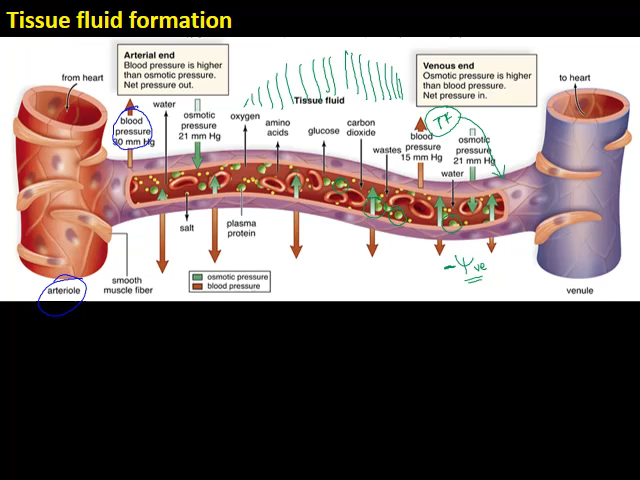 Tissue fluid formation
Arterial end
Blood pressure is higher
than osmotic pressure.
Net pressure out.
Venous end
Osmotic pressure is higher
than blood pressure.
Net pressure in.
from heart
to heart
water
blood
pressure
30 mm Hg
osmotic
pressure
21 mm Hg
oxygen
Tissue fluid
amino
acids
glucose
carbon
dioxide
wastes
blood
pressure
15 mm Hg
osmotic
pressure
21 mm Hg
water
salt
plasma
protein
arteriole
smooth
muscle fiber
osmotic pressure
blood pressure
venule
-Ψ ve